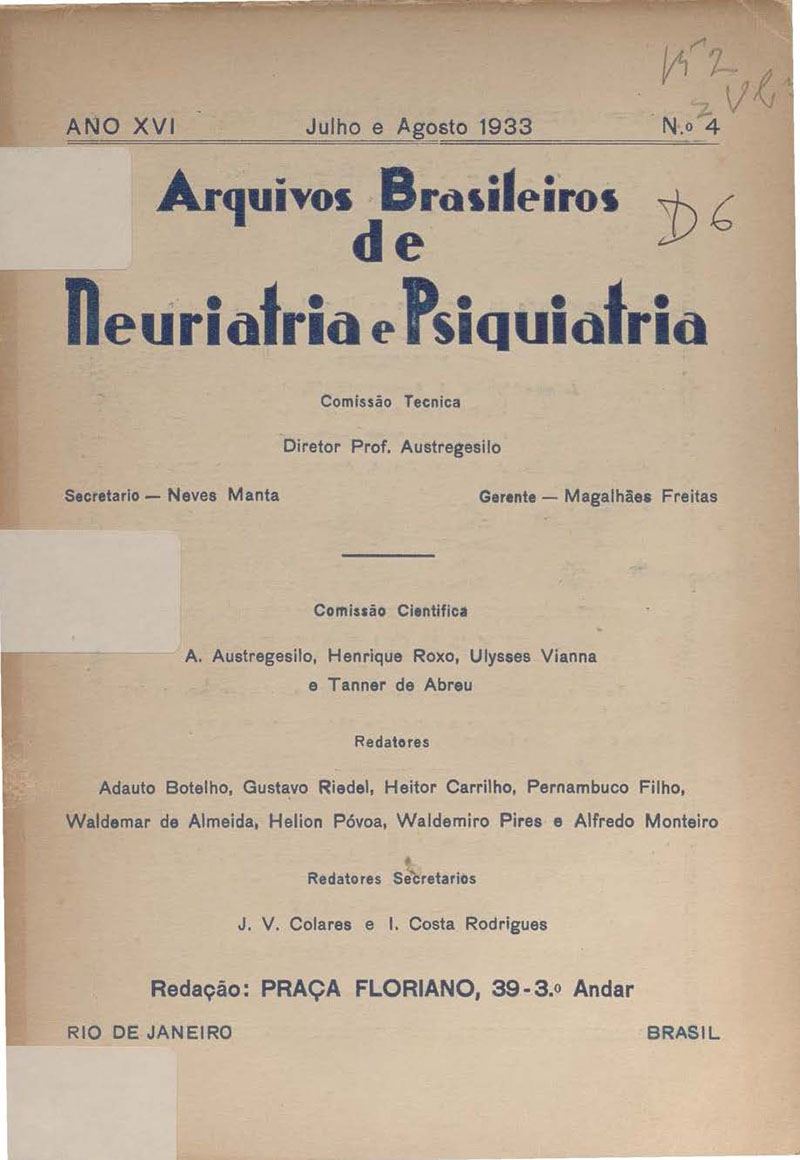 ANO XVI Julho e Agosto 1933 N.º 4
Arquivos Brasileiros
D6
de
Neuriatria e Psiquiatria
Comissão Tecnica
Diretor Prof. Austregesilo
Secretario — Neves Manta Gerente — Magalhães Freitas
Comissão Cientifica
A. Austregesilo, Henrique Roxo, Ulysses Vianna
e Tanner de Abreu
Redatores
Adauto Botelho, Gustavo Riedel, Heitor Carrilho, Pernambuco Filho,
Waldemar de Almeida, Helion Póvoa, Waldemiro Pires e Alfredo Monteiro
Redatores Secretarios
J. V. Colares e I. Costa Rodrigues
Redação: PRAÇA FLORIANO, 39-3.º Andar
RIO DE JANEIRO BRASIL